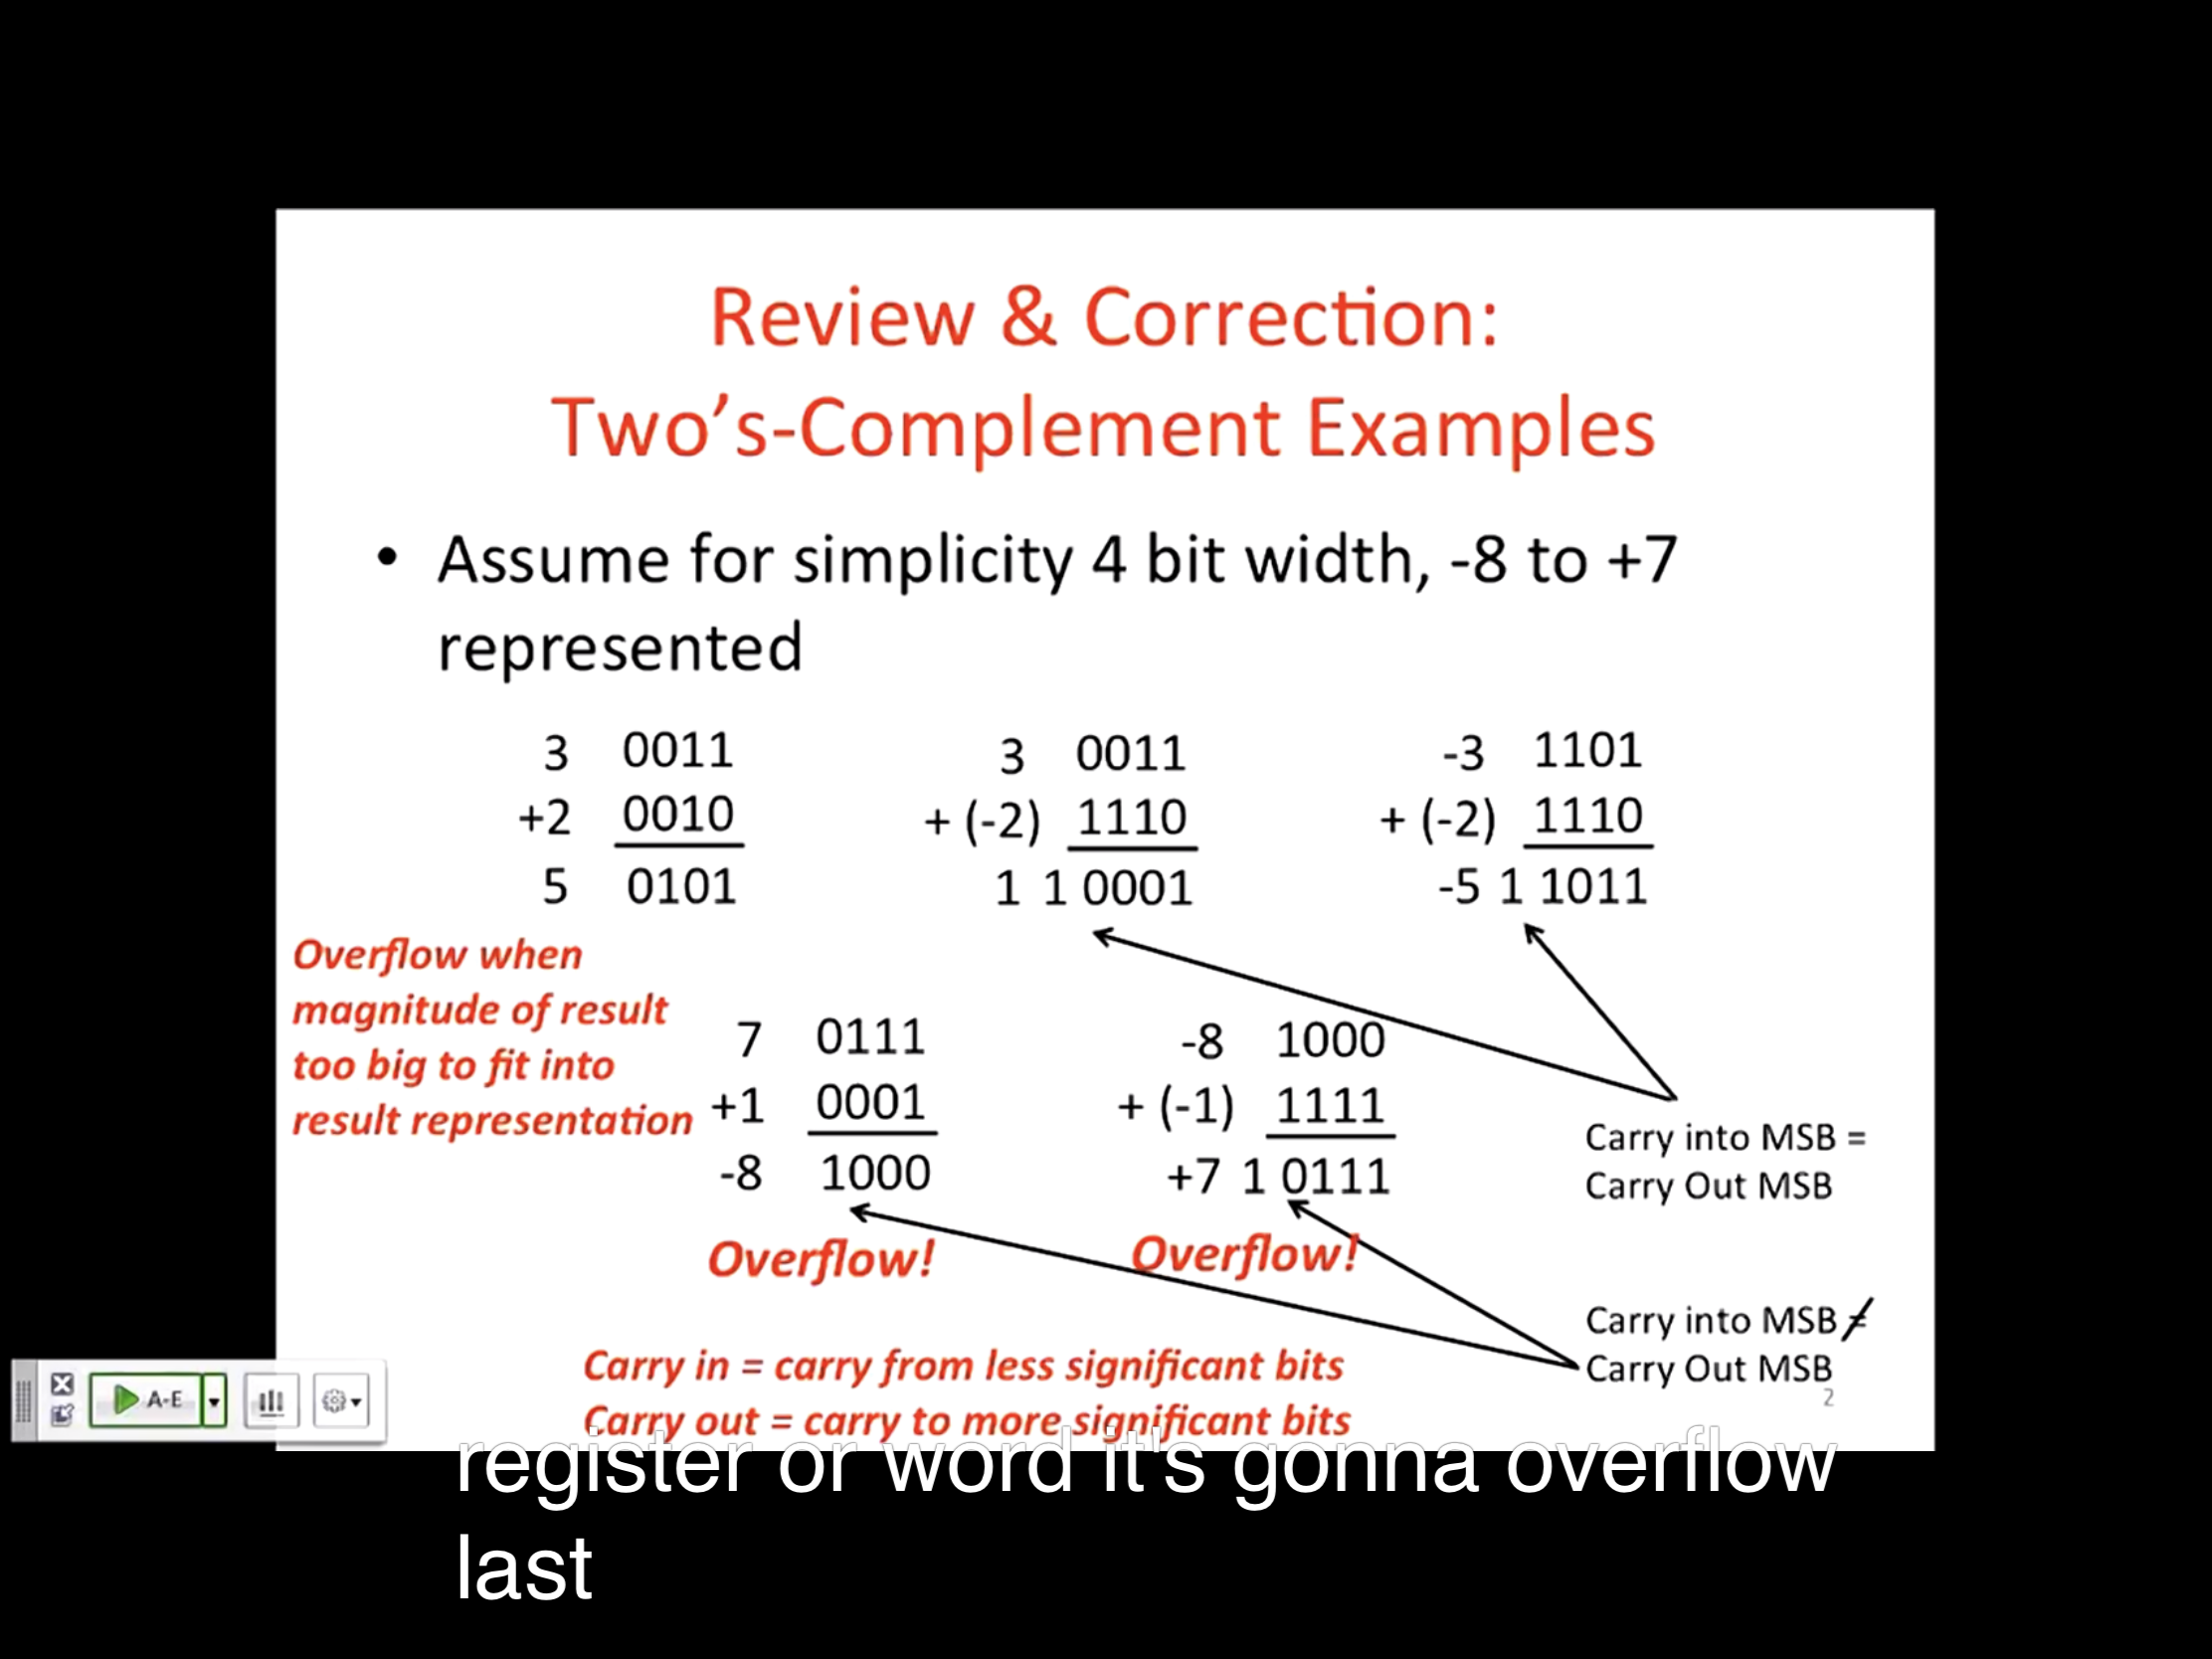 Review & Correction:
Two’s-Complement Examples
• Assume for simplicity 4 bit width, -8 to +7
represented
3 0011
+2 0010
5 0101
3 0011
+ (-2) 1110
1 1 0001
-3 1101
+ (-2) 1110
-5 1 1011
Overflow when
magnitude of result
too big to fit into
result representation
7 0111
+1 0001
-8 1000
Overflow!
-8 1000
+ (-1) 1111
+7 1 0111
Overflow!
Carry into MSB =
Carry Out MSB
Carry into MSB ≠
Carry Out MSB
Carry in = carry from less significant bits
Carry out = carry to more significant bits
2
A-E
register or word it's gonna overflow
last